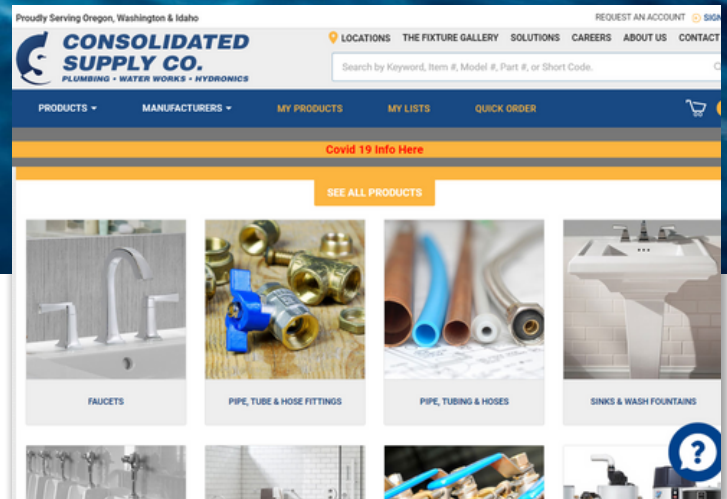 Proudly Serving Oregon, Washington & Idaho
REQUEST AN ACCOUNT SIGN
CONSOLIDATED
SUPPLY CO.
PLUMBING • WATER WORKS • HYDRONICS
LOCATIONS THE FIXTURE GALLERY SOLUTIONS CAREERS ABOUT US CONTACT
Search by Keyword, Item #, Model #, Part #, or Short Code.
PRODUCTS MANUFACTURERS MY PRODUCTS MY LISTS QUICK ORDER
Covid 19 Info Here
SEE ALL PRODUCTS
FAUCETS
PIPE, TUBE & HOSE FITTINGS
PIPE, TUBING & HOSES
SINKS & WASH FOUNTAINS
?